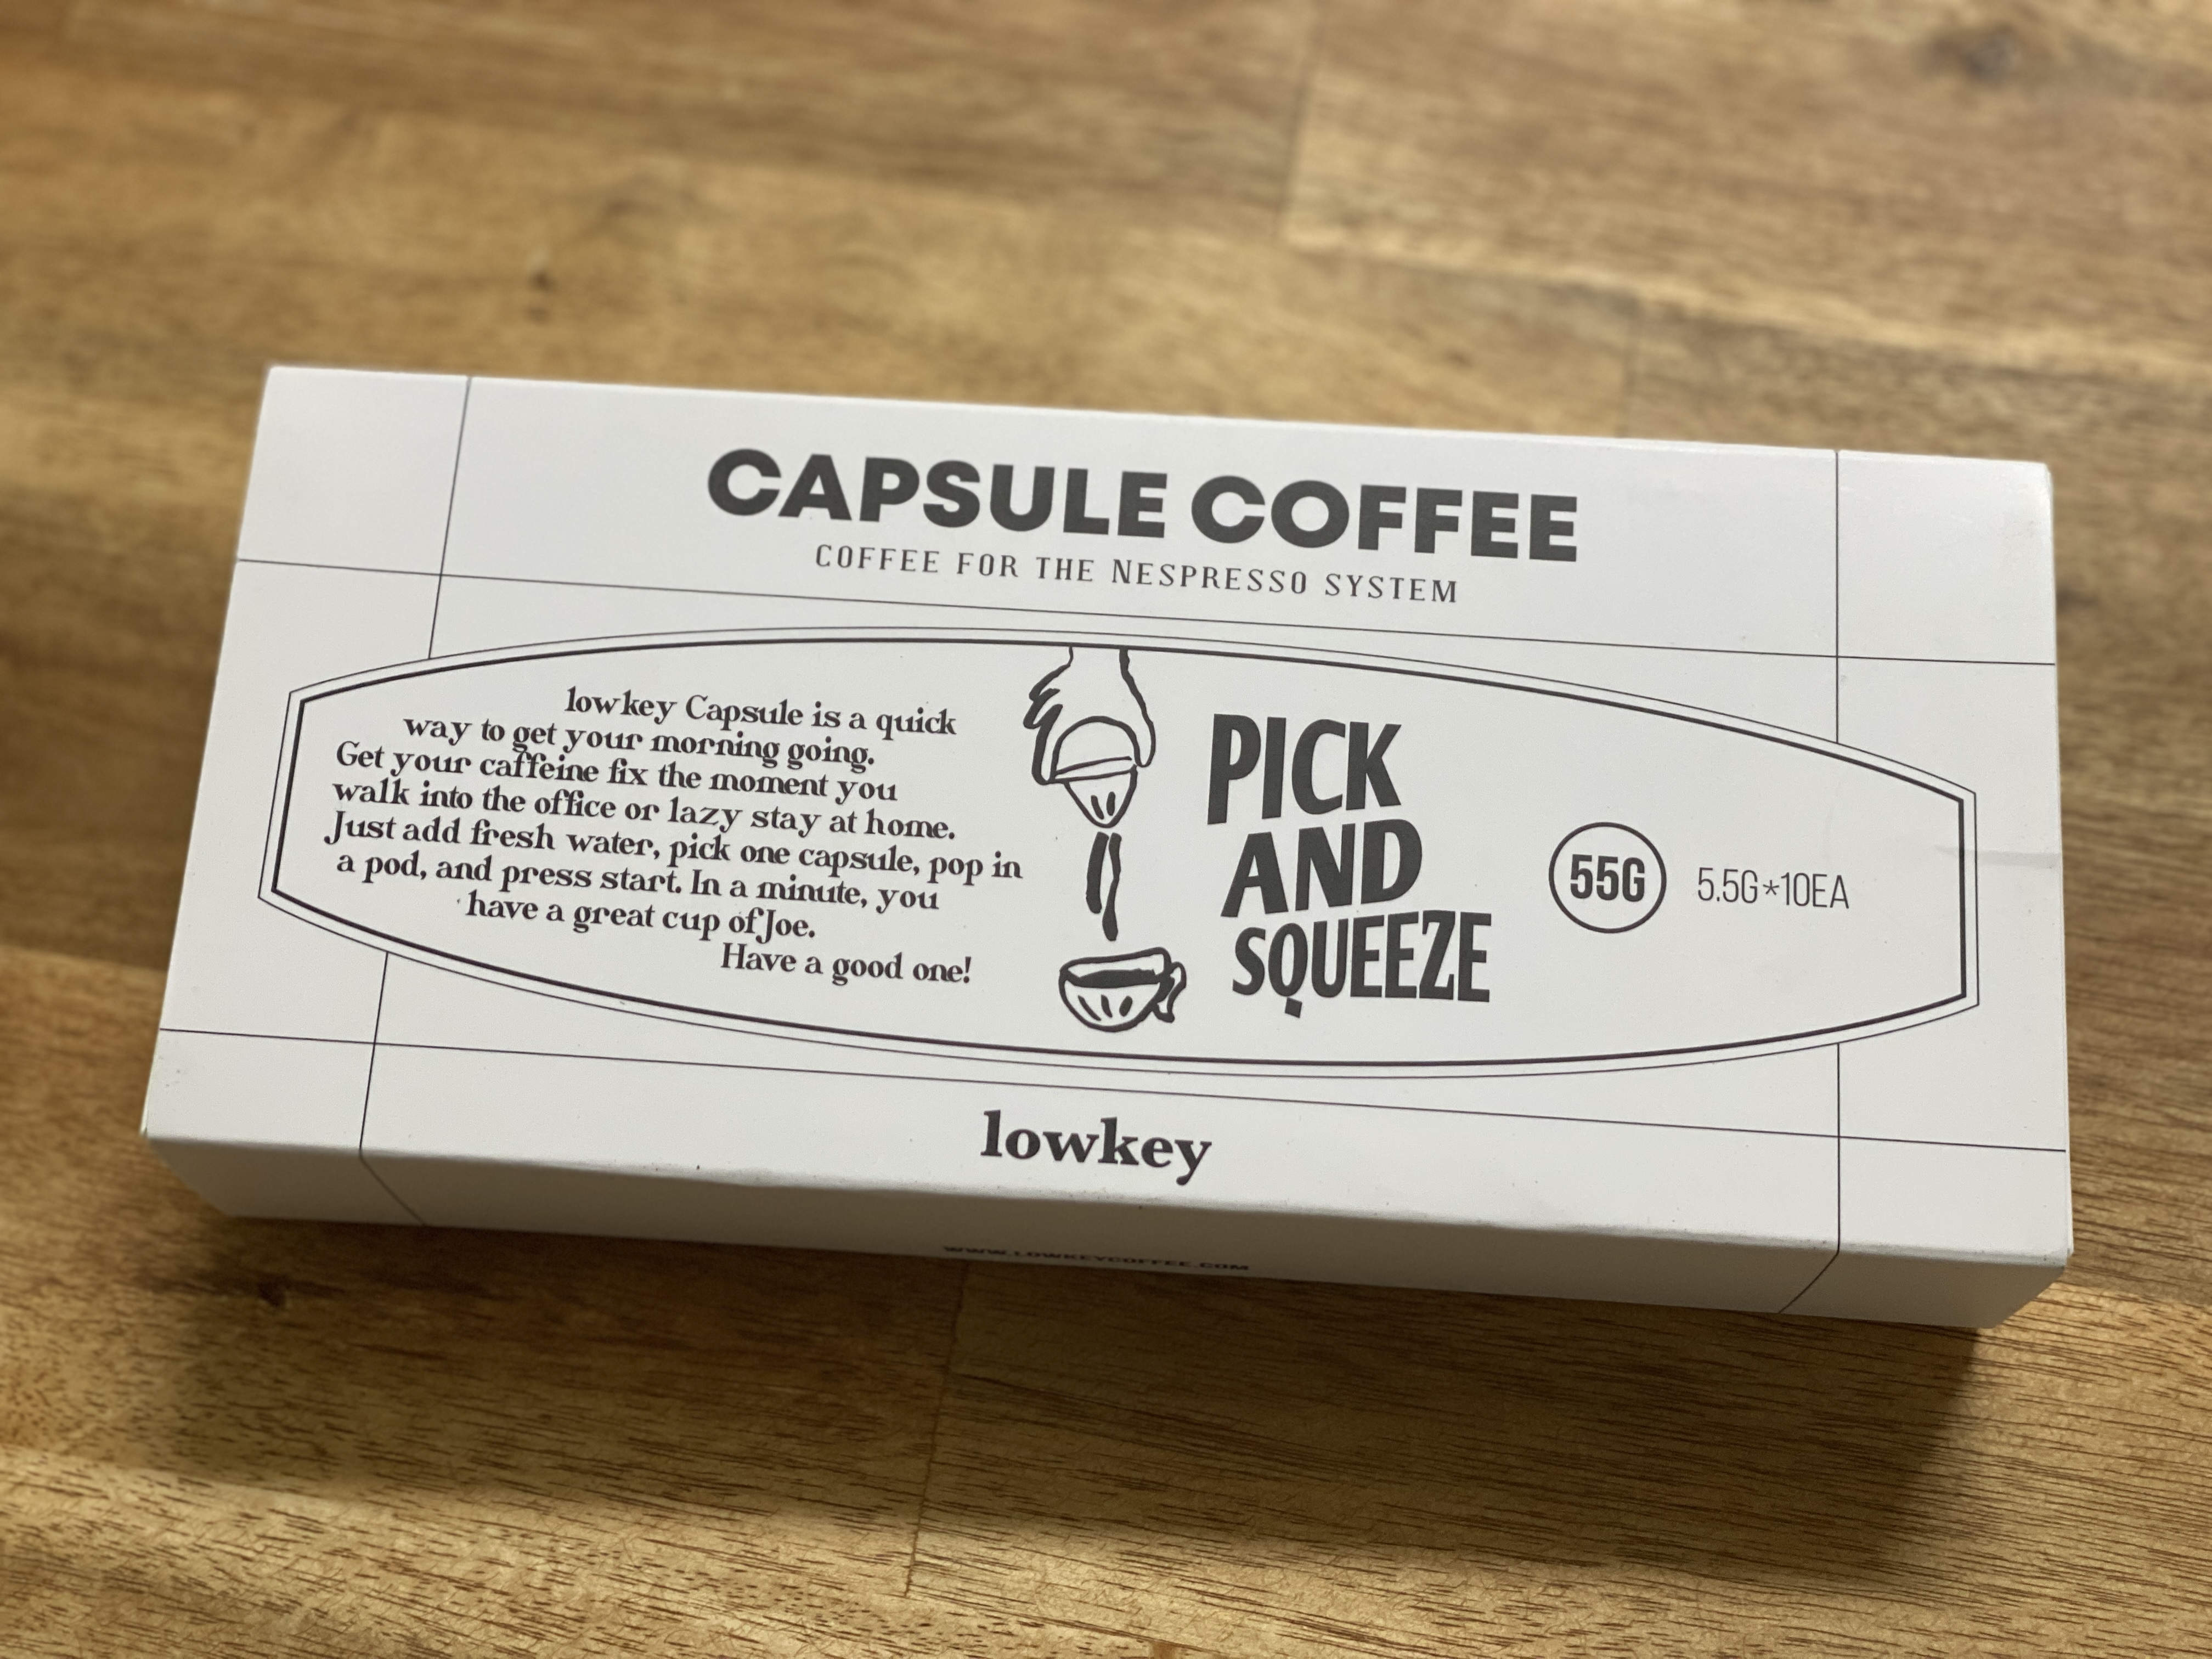 CAPSULE COFFEE
COFFEE FOR THE NESPRESSO SYSTEM
lowkey Capsule is a quick
way to get your morning going.
Get your caffeine fix the moment you
walk into the office or lazy stay at home.
Just add fresh water, pick one capsule, pop in
a pod, and press start. In a minute, you
have a great cup of Joe.
Have a good one!
PICK
AND
SQUEEZE
55G
5.5G*10EA
lowkey
WWW.LOWKEYCOFFEE.COM